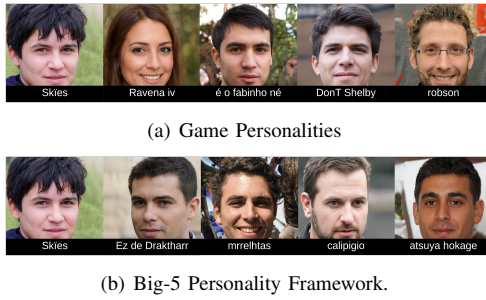 Skïes
Ravena iv
é o fabinho né
DonT Shelby
robson
(a) Game Personalities
Skïes
Ez de Draktharr
mrrelhtas
calipigio
atsuya hokage
(b) Big-5 Personality Framework.